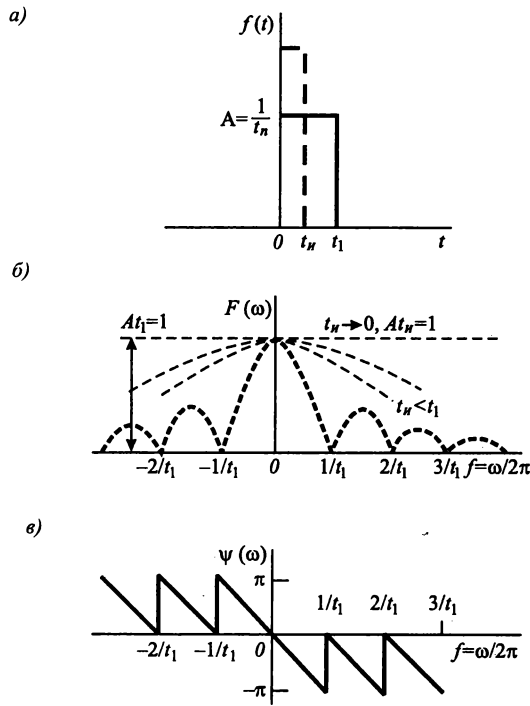 а)
f(t)
A=1/tп
0 tи t1 t
б)
F(ω)
At1=1
tи→0, Atи=1
tи<t1
−2/t1 −1/t1 0 1/t1 2/t1 3/t1 f=ω/2π
в)
ψ(ω)
π
1/t1 2/t1 3/t1
−2/t1 −1/t1 0 f=ω/2π
−π